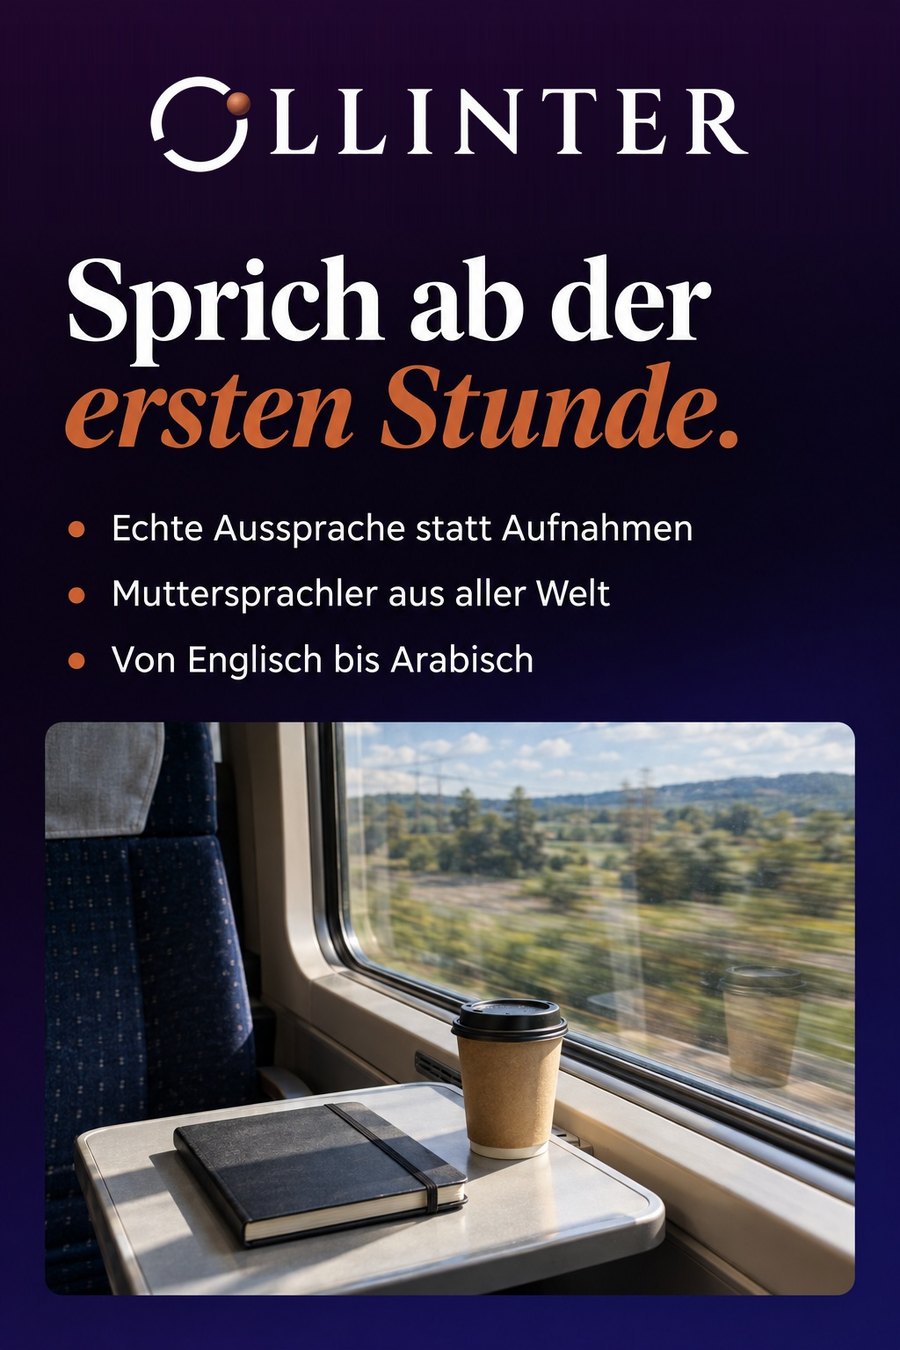 OLLINTER
Sprich ab der
ersten Stunde.
Echte Aussprache statt Aufnahmen
Muttersprachler aus aller Welt
Von Englisch bis Arabisch